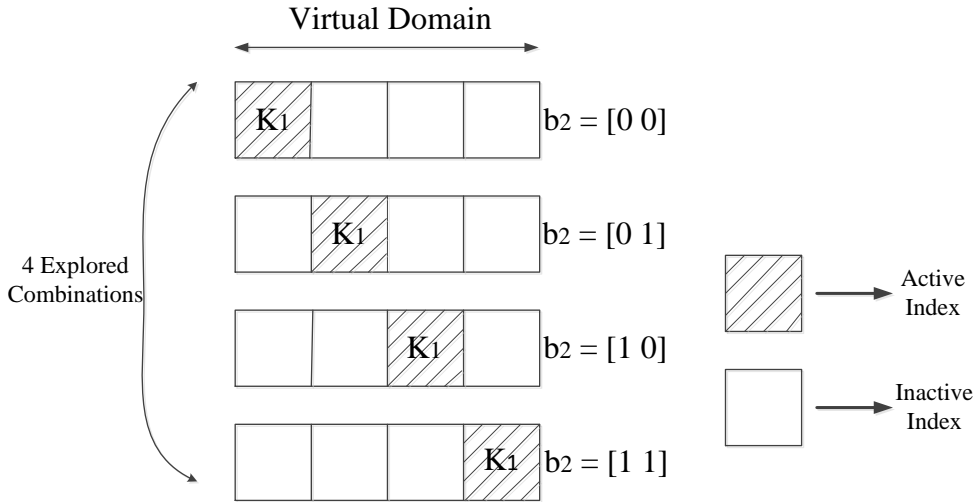 Virtual Domain
K1
b2 = [0 0]
K1
b2 = [0 1]
4 Explored
Combinations
K1
b2 = [1 0]
K1
b2 = [1 1]
Active
Index
Inactive
Index